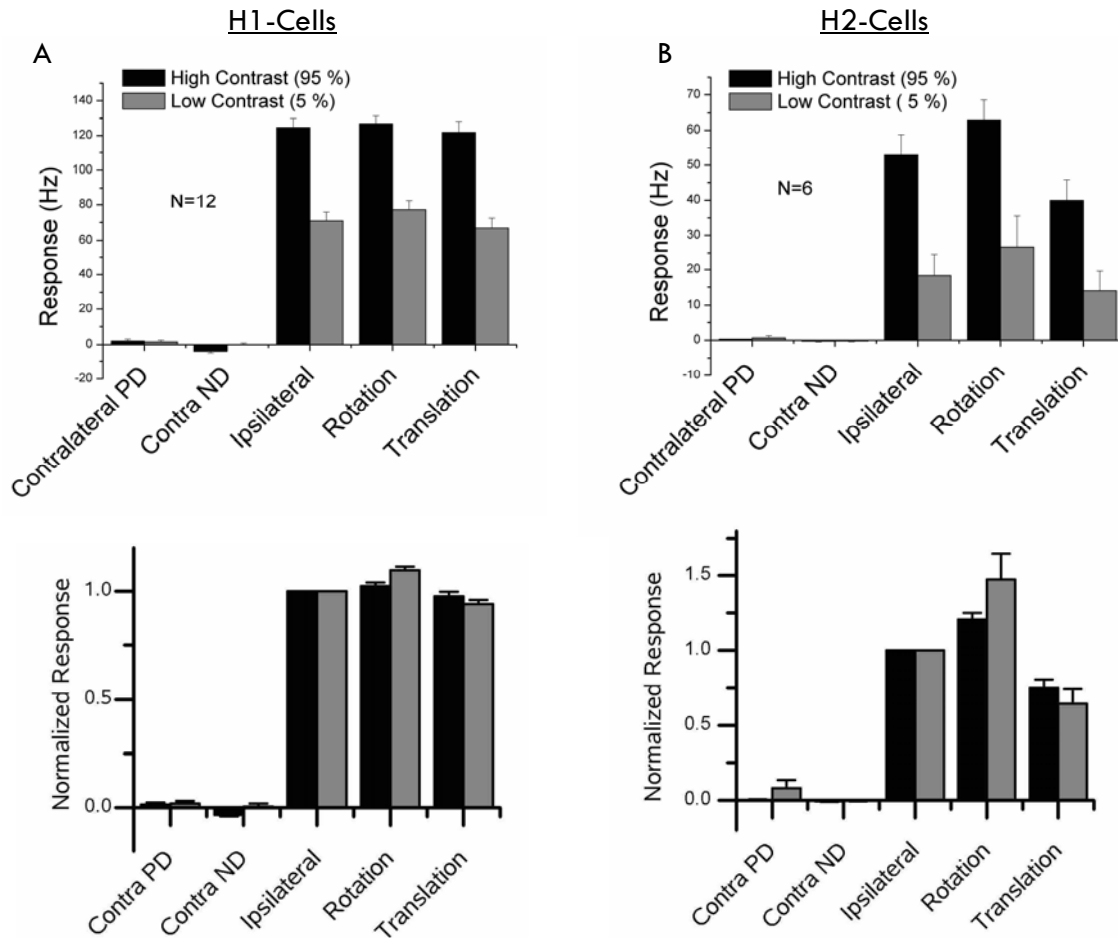 H1-Cells
A
High Contrast (95 %)
Low Contrast (5 %)
140
120
100
80
60
40
20
0
-20
Response (Hz)
N=12
Contralateral PD
Contra ND
Ipsilateral
Rotation
Translation
H2-Cells
B
High Contrast (95 %)
Low Contrast ( 5 %)
70
60
50
40
30
20
10
0
-10
Response (Hz)
N=6
Contralateral PD
Contra ND
Ipsilateral
Rotation
Translation
1.0
0.5
0.0
Normalized Response
Contra PD
Contra ND
Ipsilateral
Rotation
Translation
1.5
1.0
0.5
0.0
Normalized Response
Contra PD
Contra ND
Ipsilateral
Rotation
Translation